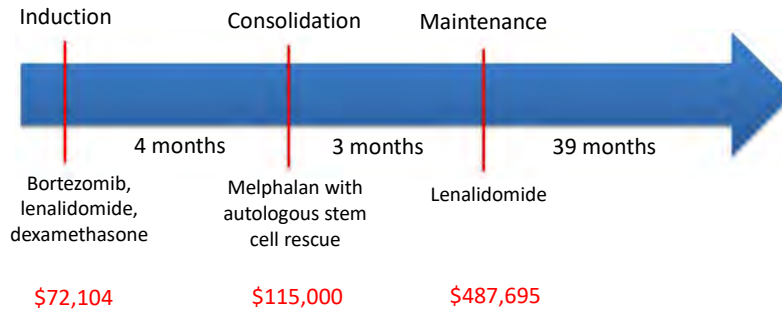 Induction
Consolidation
Maintenance
4 months
3 months
39 months
Bortezomib,
lenalidomide,
dexamethasone
Melphalan with
autologous stem
cell rescue
Lenalidomide
$72,104
$115,000
$487,695